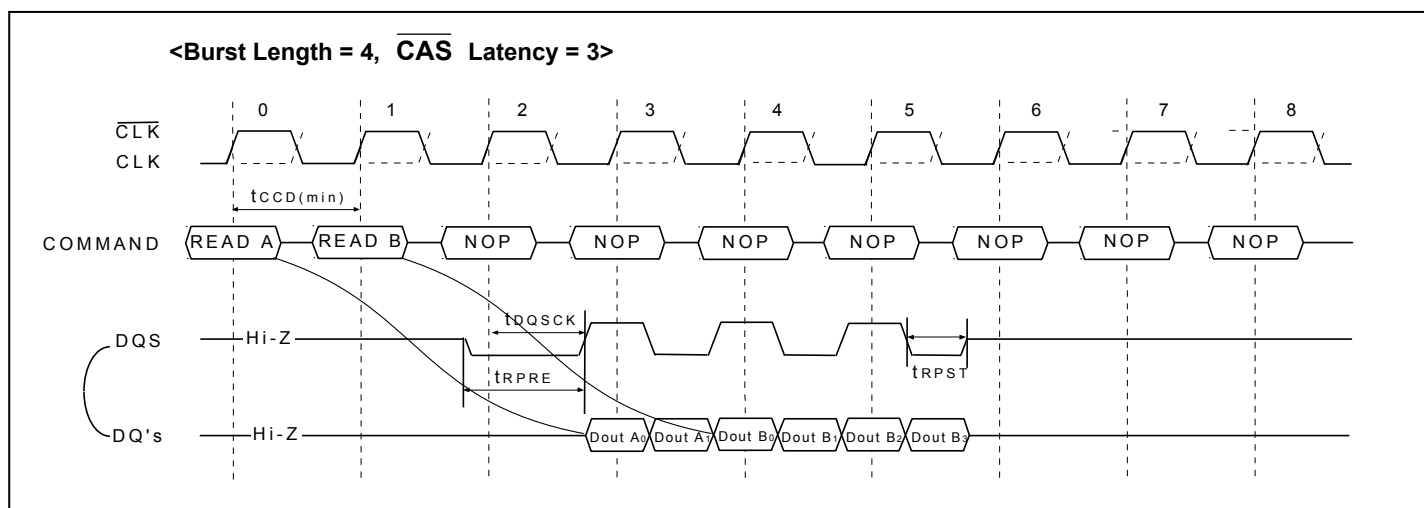 <Burst Length = 4, CAS Latency = 3>
0 1 2 3 4 5 6 7 8
CLK
CLK
tCCD(min)
COMMAND READ A READ B NOP NOP NOP NOP NOP NOP NOP
tDQSCK
DQS Hi-Z
tRPST
tRPRE
DQ's Hi-Z Dout A0 Dout A1 Dout B0 Dout B1 Dout B2 Dout B3